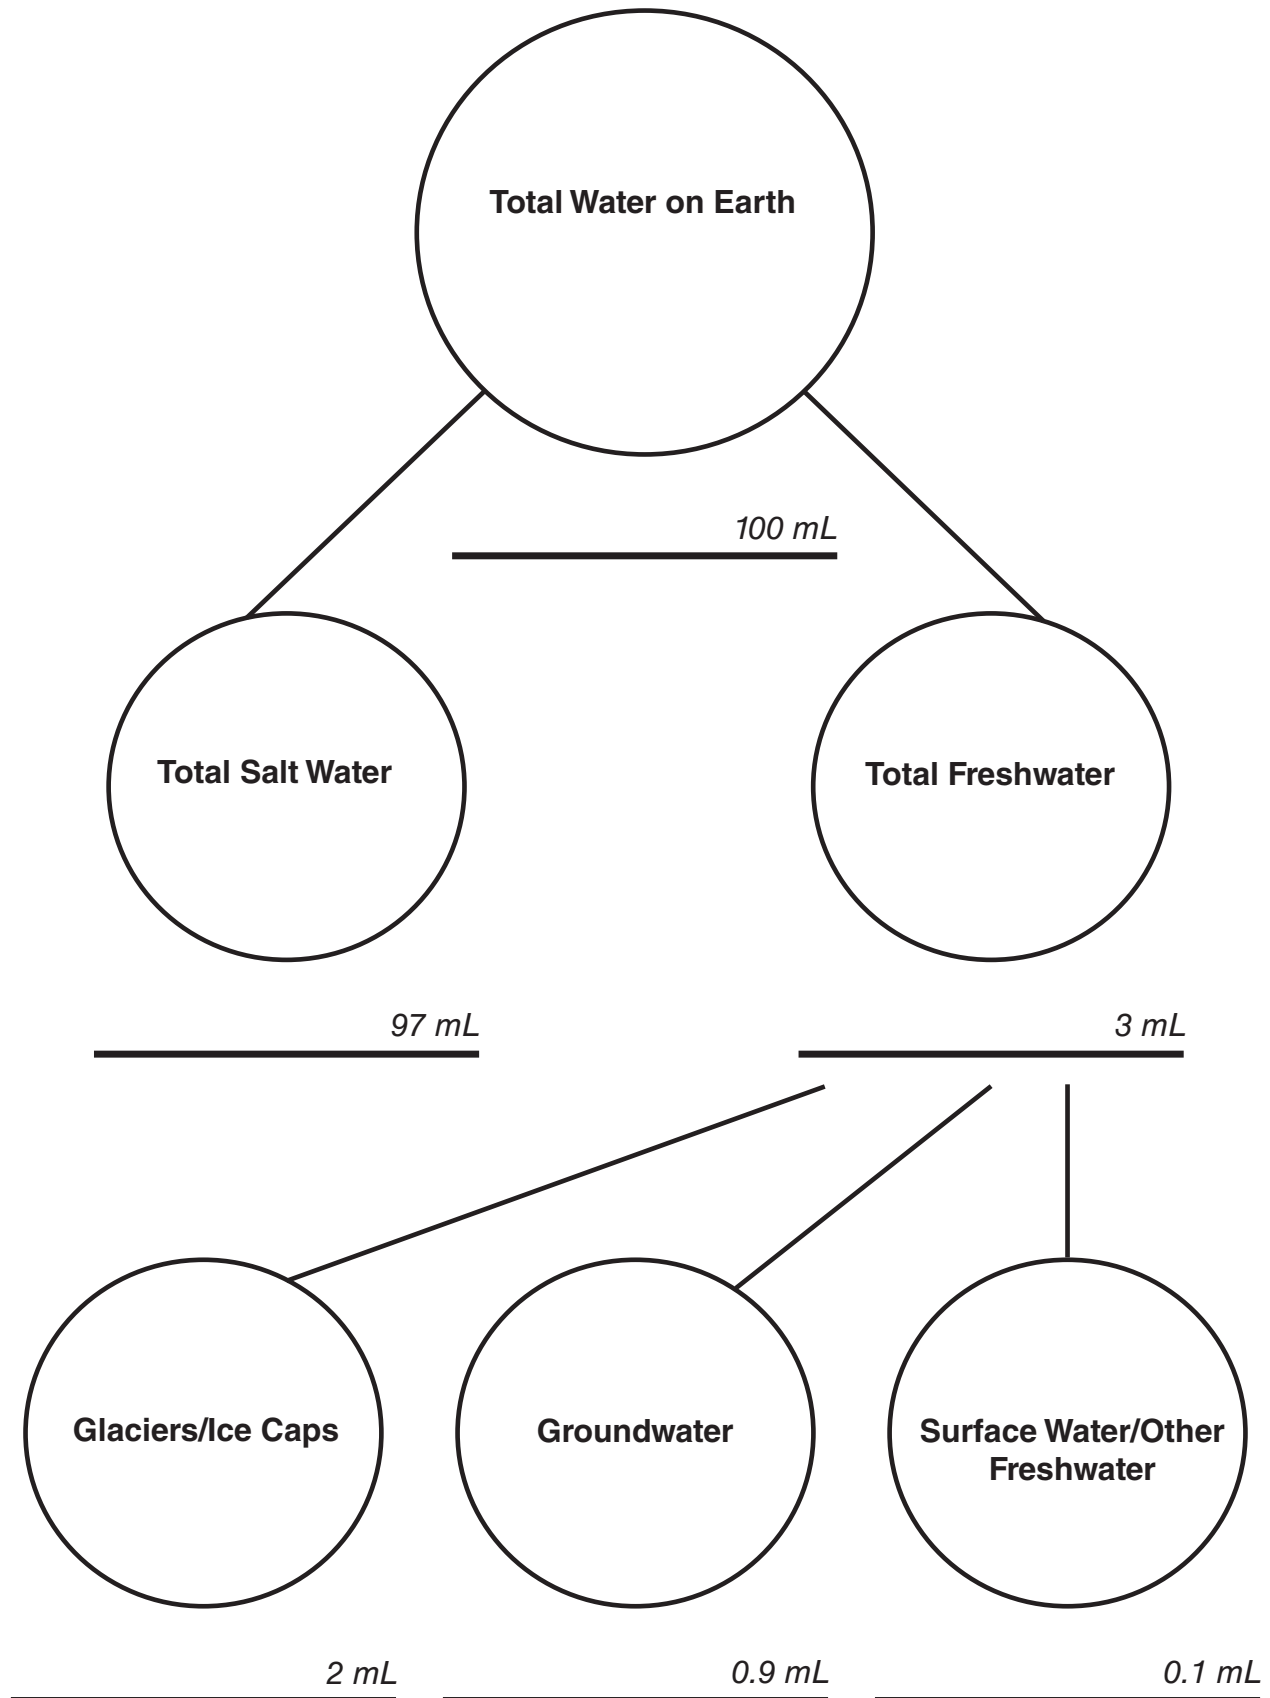 Total Water on Earth
100 mL
Total Salt Water
Total Freshwater
97 mL
3 mL
Glaciers/Ice Caps
Groundwater
Surface Water/Other
Freshwater
2 mL
0.9 mL
0.1 mL